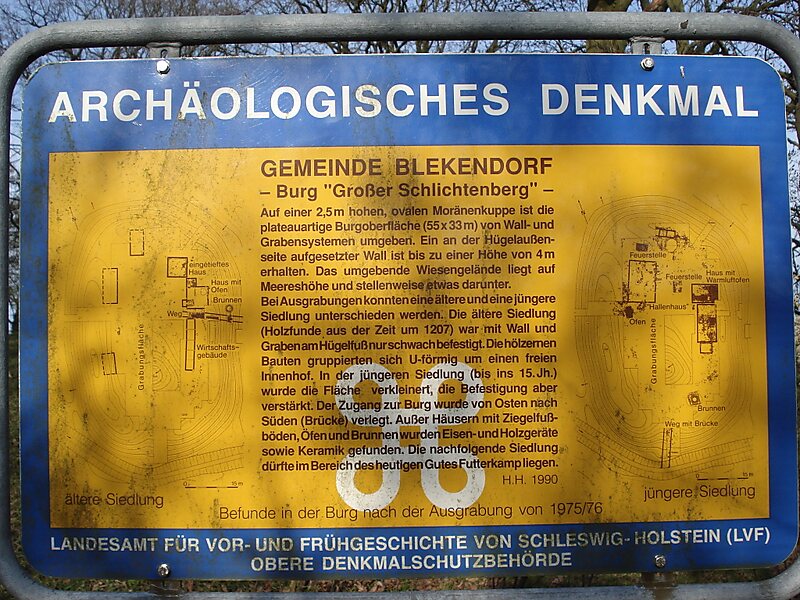 ARCHÄOLOGISCHES DENKMAL
GEMEINDE BLEKENDORF
– Burg "Großer Schlichtenberg" –
Auf einer 2,5 m hohen, ovalen Moränenkuppe ist die
plateauartige Burgoberfläche (55 x 33 m) von Wall- und
Grabensystemen umgeben. Ein an der Hügelaußen-
seite aufgesetzter Wall ist bis zu einer Höhe von 4 m
erhalten. Das umgebende Wiesengelände liegt auf
Meereshöhe und stellenweise etwas darunter.
Bei Ausgrabungen konnten eine ältere und eine jüngere
Siedlung unterschieden werden. Die ältere Siedlung
(Holzfunde aus der Zeit um 1207) war mit Wall und
Graben am Hügelfuß nur schwach befestigt. Die hölzernen
Bauten gruppierten sich U-förmig um einen freien
Innenhof. In der jüngeren Siedlung (bis ins 15. Jh.)
wurde die Fläche verkleinert, die Befestigung aber
verstärkt. Der Zugang zur Burg wurde von Osten nach
Süden (Brücke) verlegt. Außer Häusern mit Ziegelfuß-
böden, Öfen und Brunnen wurden Eisen- und Holzgeräte
sowie Keramik gefunden. Die nachfolgende Siedlung
dürfte im Bereich des heutigen Gutes Futterkamp liegen.
H.H. 1990
eingetieftes
Haus
Haus mit
Ofen
Brunnen
Weg
Wirtschafts-
gebäude
Grabungsfläche
0 15 m
ältere Siedlung
Feuerstelle
Feuerstelle
Haus mit
Warmluftofen
"Hallenhaus"
Ofen
Grabungsfläche
Brunnen
Weg mit Brücke
0 15 m
jüngere Siedlung
Befunde in der Burg nach der Ausgrabung von 1975/76
LANDESAMT FÜR VOR- UND FRÜHGESCHICHTE VON SCHLESWIG-HOLSTEIN (LVF)
OBERE DENKMALSCHUTZBEHÖRDE